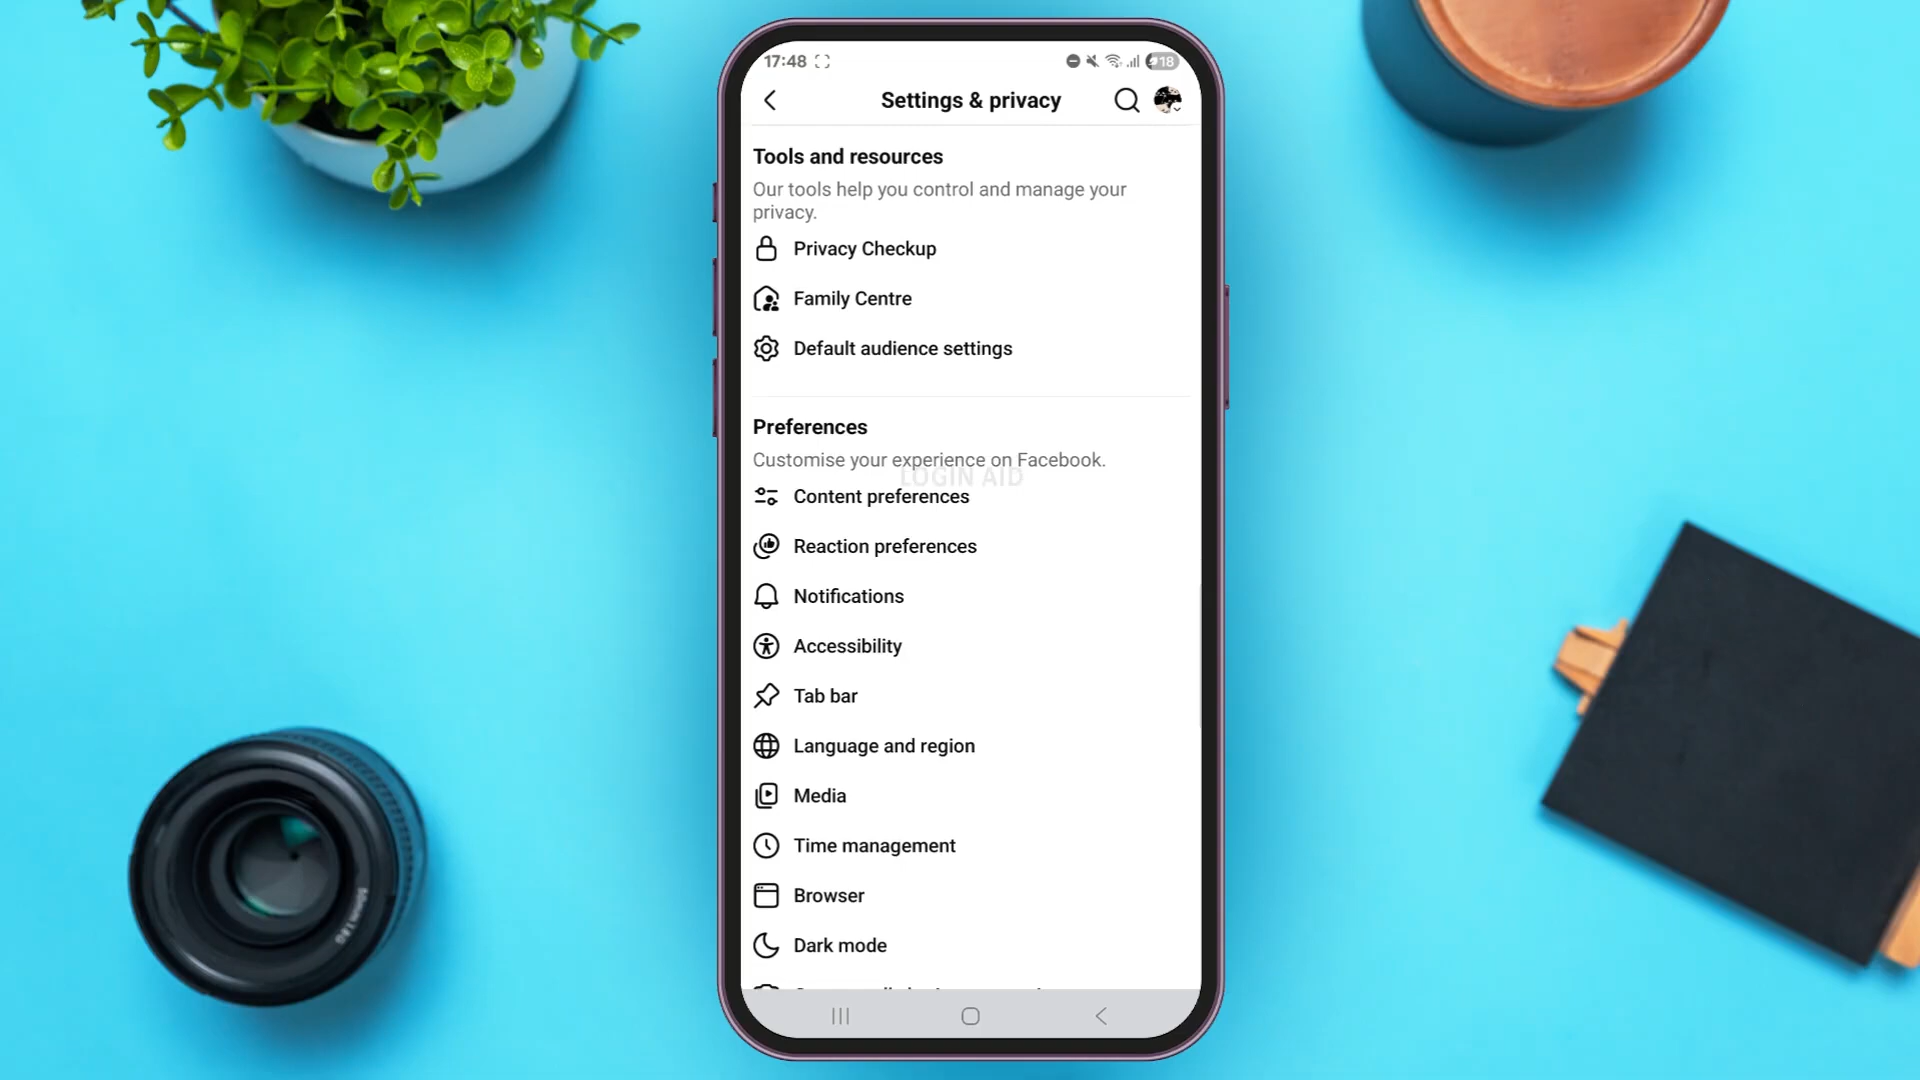 17:48
18
Settings & privacy
Tools and resources
Our tools help you control and manage your
privacy.
Privacy Checkup
Family Centre
Default audience settings
Preferences
Customise your experience on Facebook.
LOGIN AID
Content preferences
Reaction preferences
Notifications
Accessibility
Tab bar
Language and region
Media
Time management
Browser
Dark mode